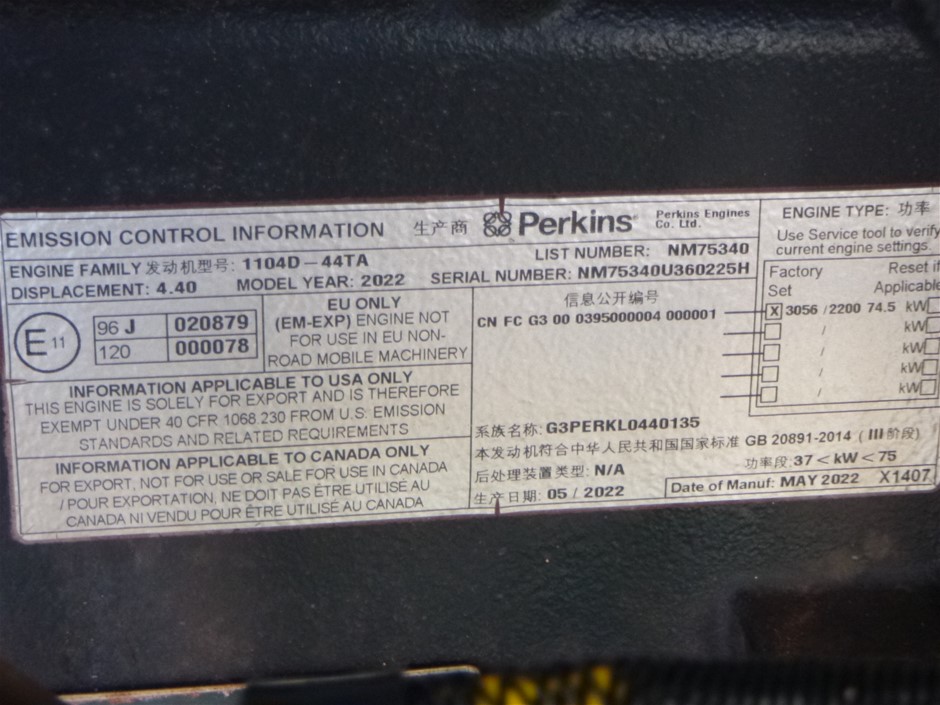 EMISSION CONTROL INFORMATION
生产商 Perkins Perkins Engines Co. Ltd.
ENGINE FAMILY 发动机型号: 1104D-44TA
LIST NUMBER: NM75340
DISPLACEMENT: 4.40 MODEL YEAR: 2022 SERIAL NUMBER: NM75340U360225H
E 11
96 J 020879
120 000078
EU ONLY
(EM-EXP) ENGINE NOT
FOR USE IN EU NON-
ROAD MOBILE MACHINERY
INFORMATION APPLICABLE TO USA ONLY
THIS ENGINE IS SOLELY FOR EXPORT AND IS THEREFORE
EXEMPT UNDER 40 CFR 1068.230 FROM U.S. EMISSION
STANDARDS AND RELATED REQUIREMENTS
INFORMATION APPLICABLE TO CANADA ONLY
FOR EXPORT, NOT FOR USE OR SALE FOR USE IN CANADA
/ POUR EXPORTATION, NE DOIT PAS ÊTRE UTILISÉ AU
CANADA NI VENDU POUR ÊTRE UTILISÉ AU CANADA
信息公开编号
CN FC G3 00 0395000004 000001
系族名称: G3PERKL0440135
本发动机符合中华人民共和国国家标准 GB 20891-2014 (III阶段)
后处理装置类型: N/A
功率段: 37<kW<75
生产日期: 05 / 2022
Date of Manuf: MAY 2022 X1407
ENGINE TYPE: 功率
Use Service tool to verify
current engine settings.
Factory Set
Reset if Applicable
X 3056 / 2200 74.5 kW
/ kW
/ kW
/ kW
/ kW